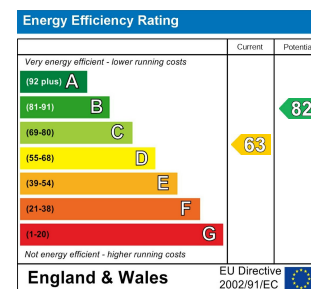 Energy Efficiency Rating
Current Potentia
Very energy efficient - lower running costs
(92 plus) A
(81-91) B
82
(69-80) C
63
(55-68) D
(39-54) E
(21-38) F
(1-20) G
Not energy efficient - higher running costs
England & Wales
EU Directive
2002/91/EC